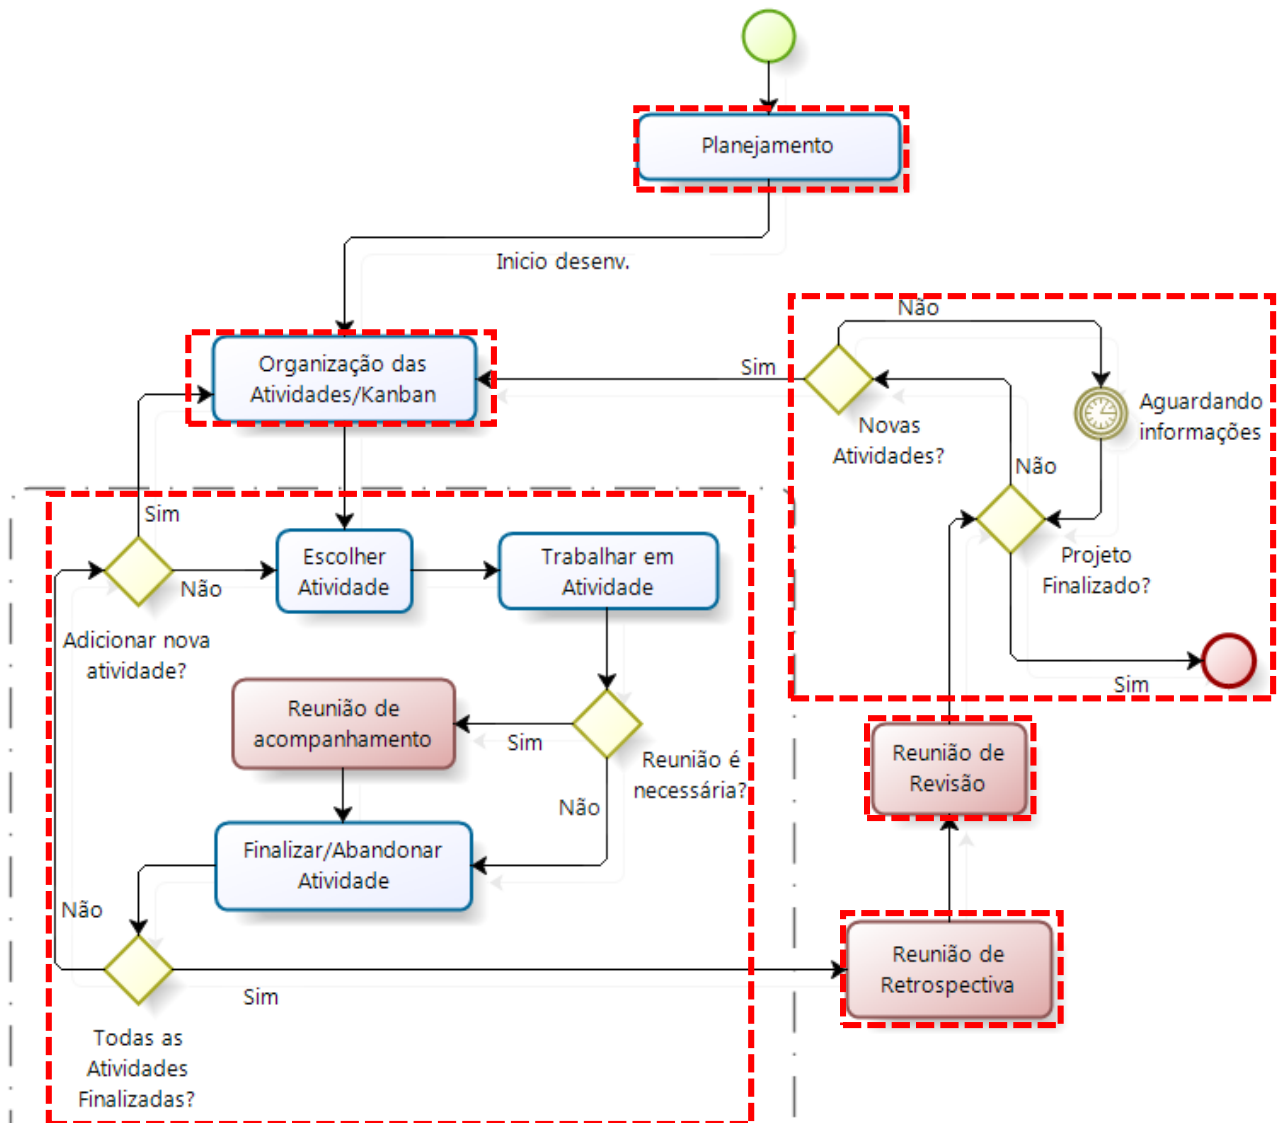 Planejamento
Inicio desenv.
Organização das
Atividades/Kanban
Sim
Não
Novas
Atividades?
Aguardando
informações
Não
Projeto
Finalizado?
Sim
Sim
Não
Adicionar nova
atividade?
Escolher
Atividade
Trabalhar em
Atividade
Reunião de
acompanhamento
Sim
Reunião é
necessária?
Não
Finalizar/Abandonar
Atividade
Não
Sim
Todas as
Atividades
Finalizadas?
Reunião de
Revisão
Reunião de
Retrospectiva